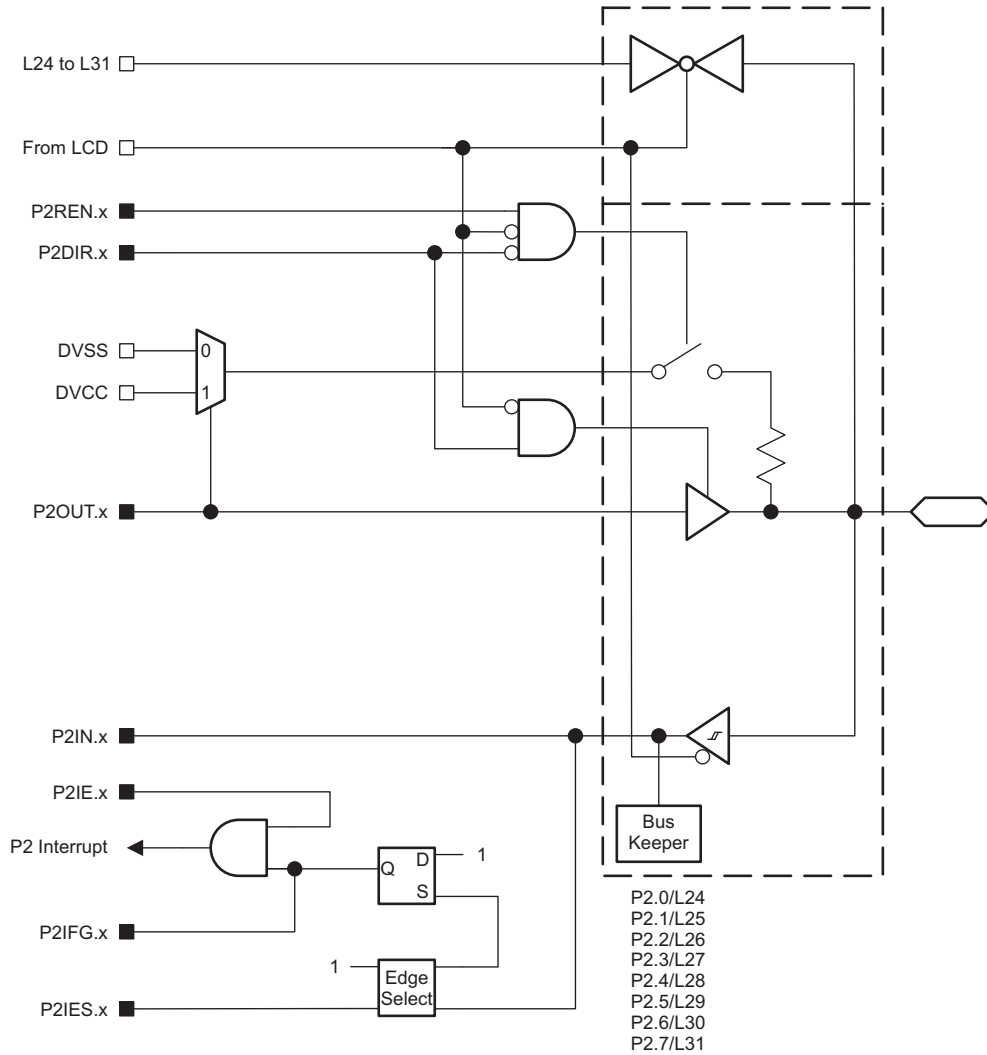 L24 to L31
From LCD
P2REN.x
P2DIR.x
DVSS
0
DVCC
1
P2OUT.x
P2IN.x
P2IE.x
Bus
Keeper
P2 Interrupt
Q
D
1
S
P2IFG.x
1
Edge
Select
P2IES.x
P2.0/L24
P2.1/L25
P2.2/L26
P2.3/L27
P2.4/L28
P2.5/L29
P2.6/L30
P2.7/L31